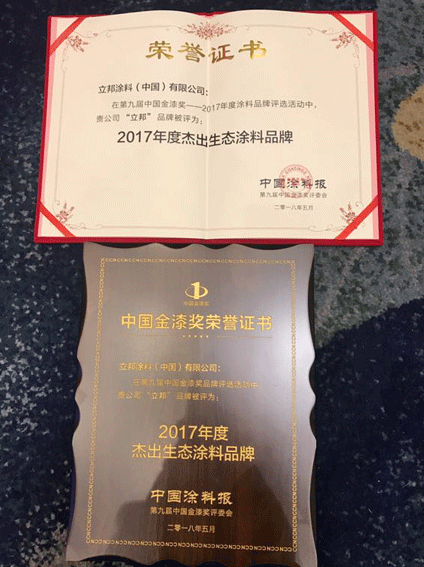 荣誉证书
立邦涂料（中国）有限公司：
在第九届中国金漆奖——2017年度涂料品牌评选活动中，
贵公司“立邦”品牌被评为：
2017年度杰出生态涂料品牌
中国涂料报
第九届中国金漆奖评委会
二零一八年五月
中国金漆奖
中国金漆奖荣誉证书
立邦涂料（中国）有限公司：
在第九届中国金漆奖品牌评选活动中，
贵公司“立邦”品牌被评为：
2017年度
杰出生态涂料品牌
中国涂料报
第九届中国金漆奖评委会
二零一八年五月